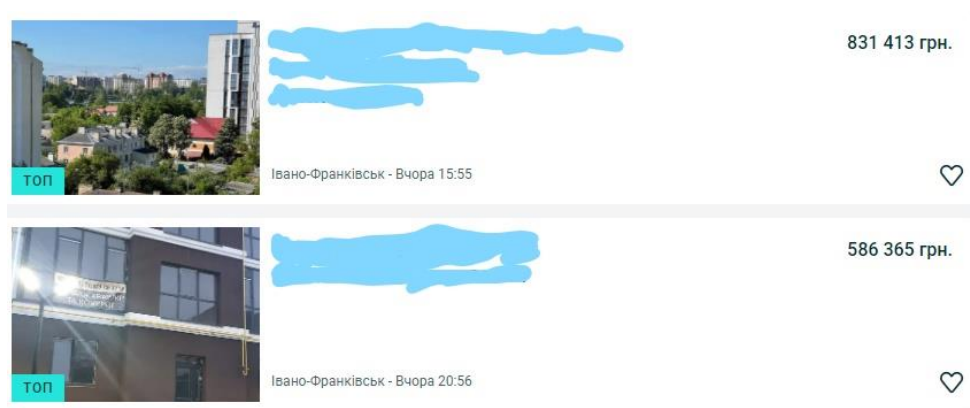 831 413 грн.
Івано-Франківськ - Вчора 15:55
ТОП
586 365 грн.
Івано-Франківськ - Вчора 20:56
ТОП